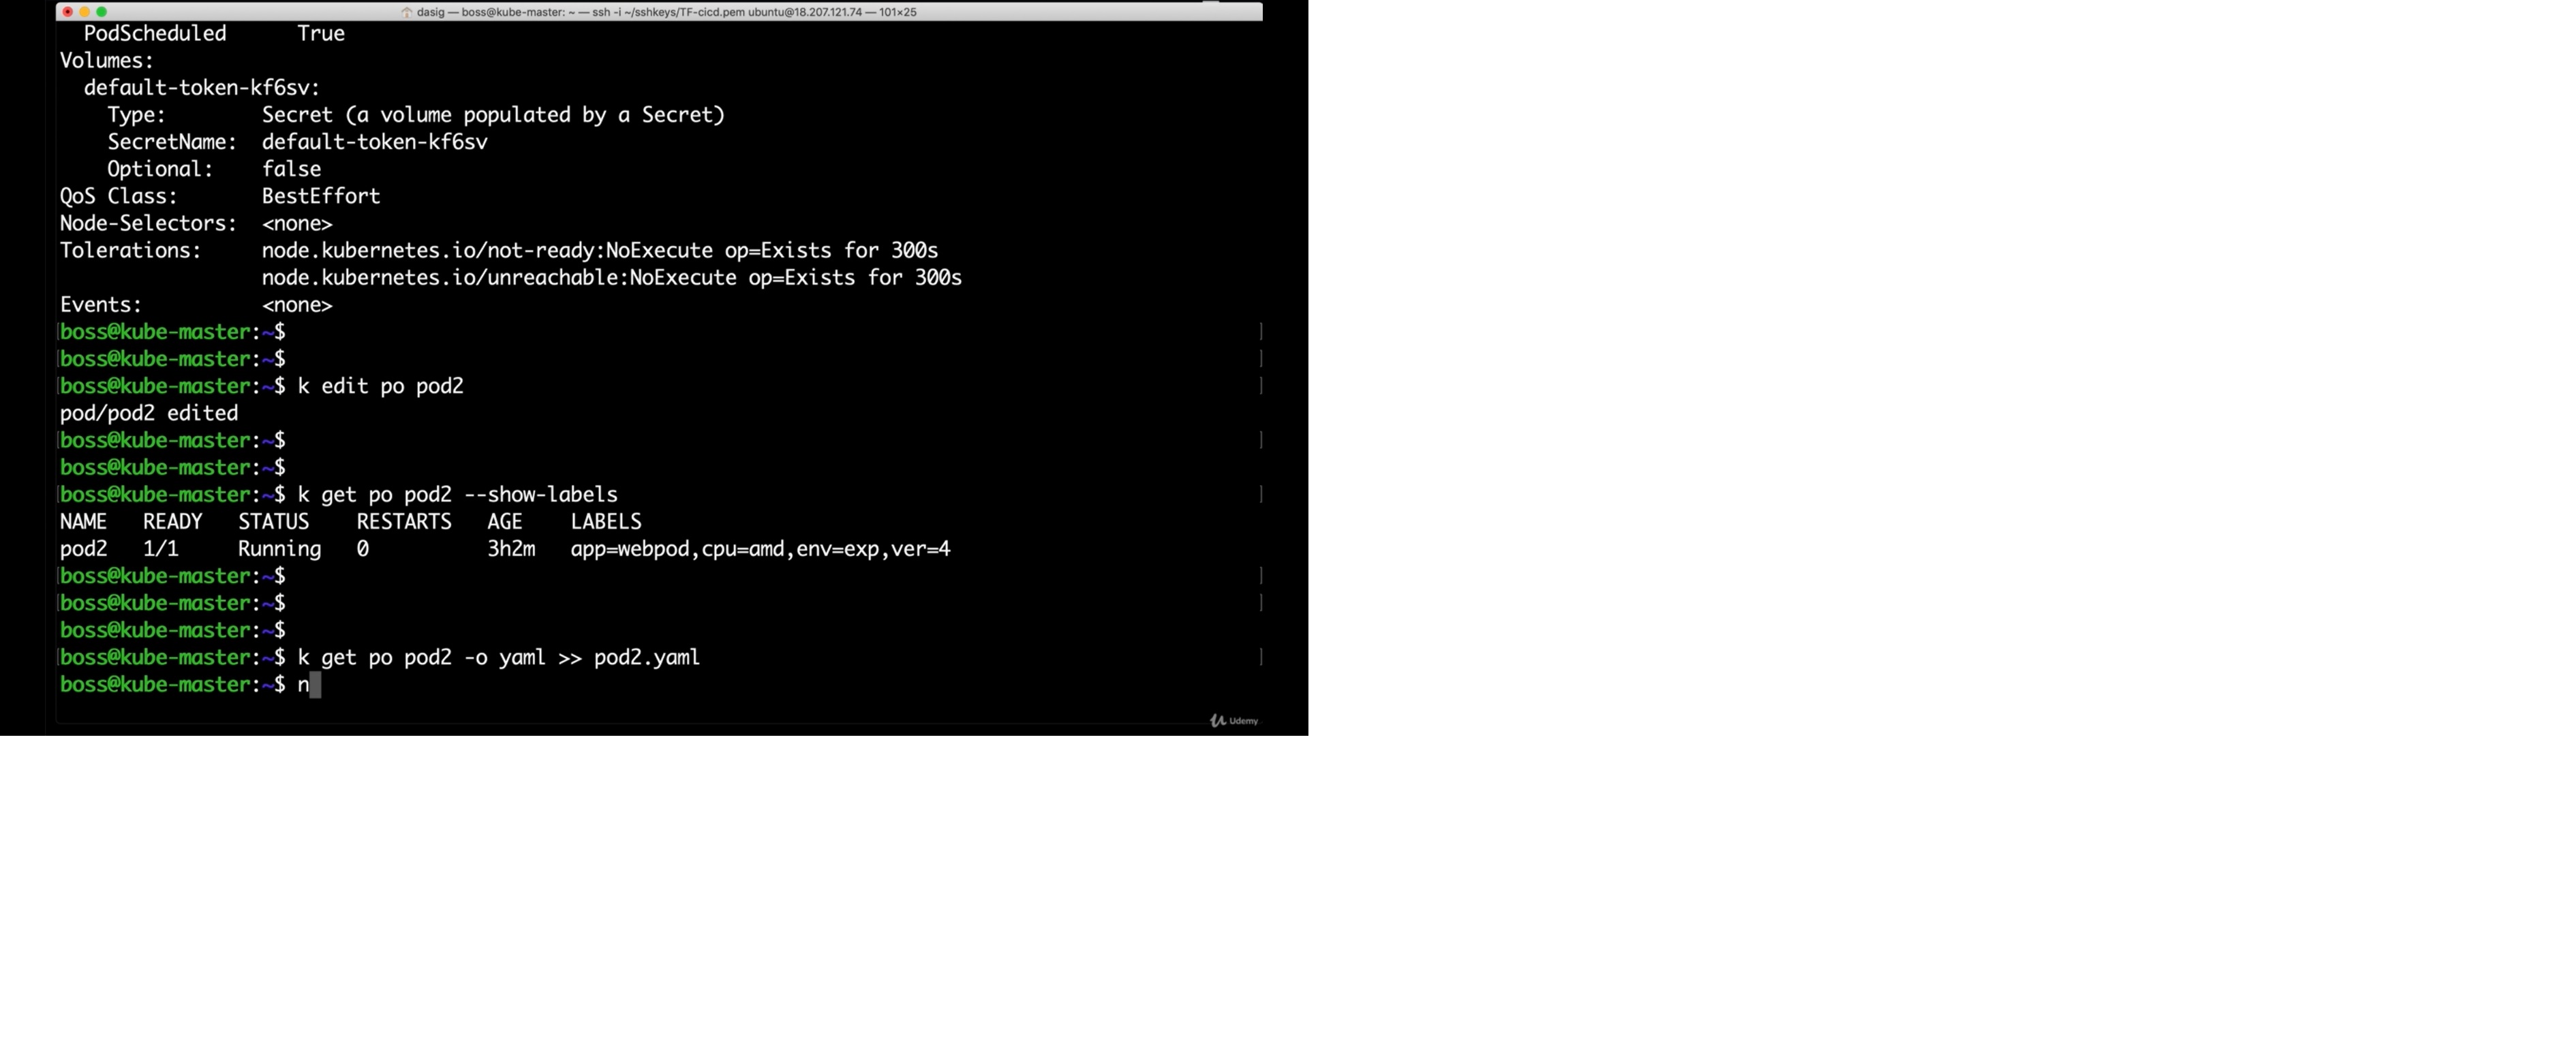 dasig — boss@kube-master: ~ — ssh -i ~/sshkeys/TF-cicd.pem ubuntu@18.207.121.74 — 101×25
PodScheduled      True
Volumes:
default-token-kf6sv:
Type:        Secret (a volume populated by a Secret)
SecretName:  default-token-kf6sv
Optional:    false
QoS Class:       BestEffort
Node-Selectors:  <none>
Tolerations:     node.kubernetes.io/not-ready:NoExecute op=Exists for 300s
node.kubernetes.io/unreachable:NoExecute op=Exists for 300s
Events:          <none>
[boss@kube-master:~$ ]
[boss@kube-master:~$ ]
[boss@kube-master:~$ k edit po pod2 ]
pod/pod2 edited
[boss@kube-master:~$ ]
[boss@kube-master:~$ ]
[boss@kube-master:~$ k get po pod2 --show-labels ]
NAME   READY   STATUS    RESTARTS   AGE    LABELS
pod2   1/1     Running   0          3h2m   app=webpod,cpu=amd,env=exp,ver=4
[boss@kube-master:~$ ]
[boss@kube-master:~$ ]
[boss@kube-master:~$
[boss@kube-master:~$ k get po pod2 -o yaml >> pod2.yaml ]
boss@kube-master:~$ n
Udemy